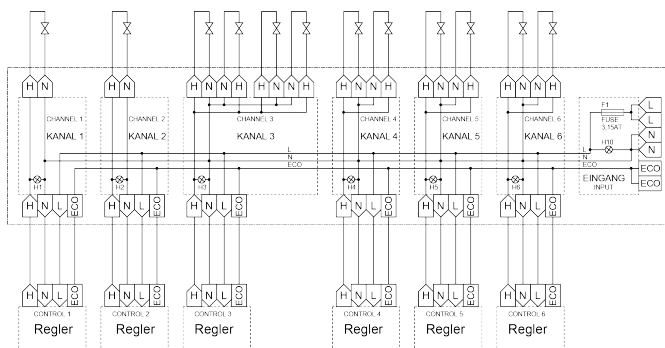 H N H N H N N H H N N H H N N H H N N H H N N H
CHANNEL 1 CHANNEL 2 CHANNEL 3 CHANNEL 4 CHANNEL 5 CHANNEL 6
KANAL 1 KANAL 2 KANAL 3 KANAL 4 KANAL 5 KANAL 6
F1
FUSE
3,15AT
L
L
H10
N
N
L L
N N
ECO ECO
H1 H2 H3 H4 H5 H6
EINGANG
INPUT
ECO
ECO
H N L ECO H N L ECO H N L ECO H N L ECO H N L ECO H N L ECO
H N L ECO H N L ECO H N L ECO H N L ECO H N L ECO H N L ECO
CONTROL 1 CONTROL 2 CONTROL 3 CONTROL 4 CONTROL 5 CONTROL 6
Regler Regler Regler Regler Regler Regler